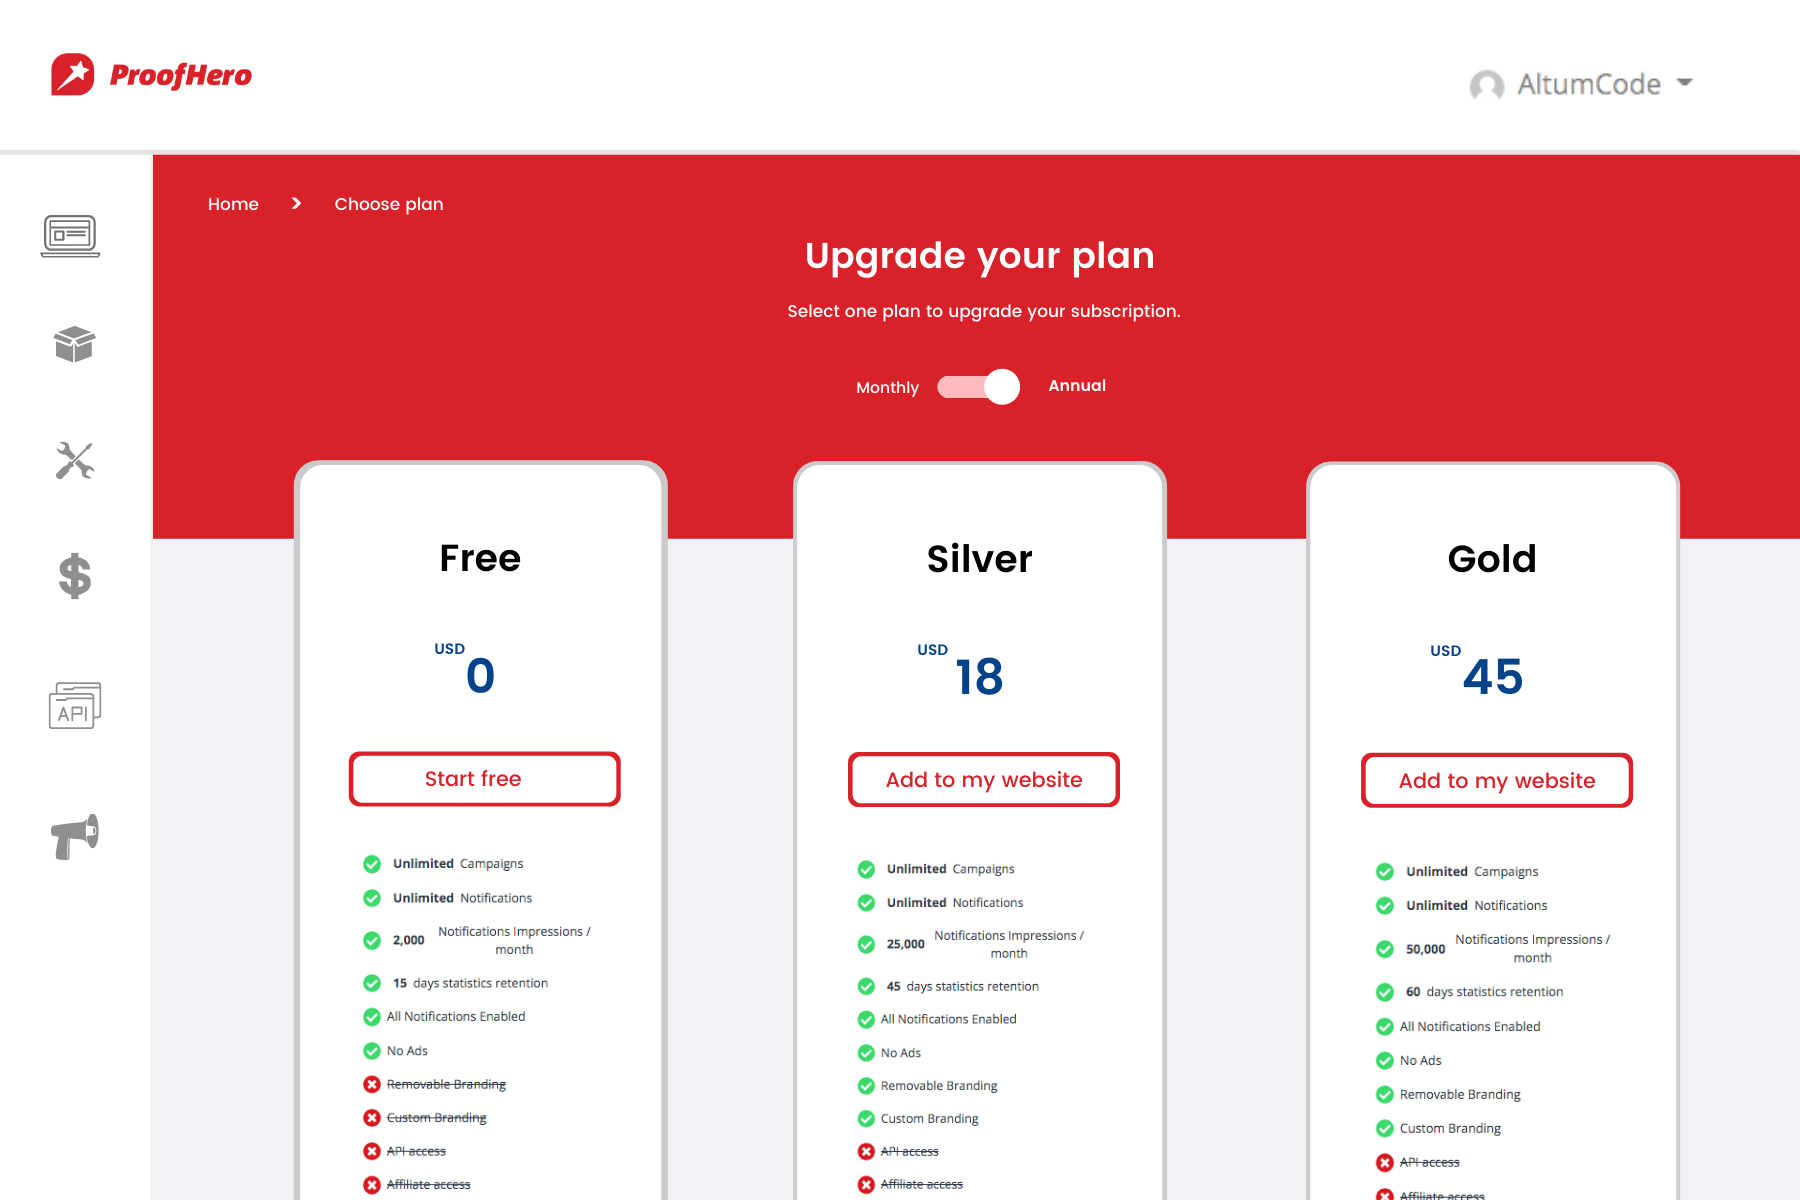 ProofHero
AltumCode
Home > Choose plan
Upgrade your plan
Select one plan to upgrade your subscription.
Monthly Annual
Free
USD 0
Start free
Unlimited Campaigns
Unlimited Notifications
2,000 Notifications Impressions /
month
15 days statistics retention
All Notifications Enabled
No Ads
Removable Branding
Custom Branding
API access
Affiliate access
Silver
USD 18
Add to my website
Unlimited Campaigns
Unlimited Notifications
25,000 Notifications Impressions /
month
45 days statistics retention
All Notifications Enabled
No Ads
Removable Branding
Custom Branding
API access
Affiliate access
Gold
USD 45
Add to my website
Unlimited Campaigns
Unlimited Notifications
50,000 Notifications Impressions /
month
60 days statistics retention
All Notifications Enabled
No Ads
Removable Branding
Custom Branding
API access
Affiliate access
API